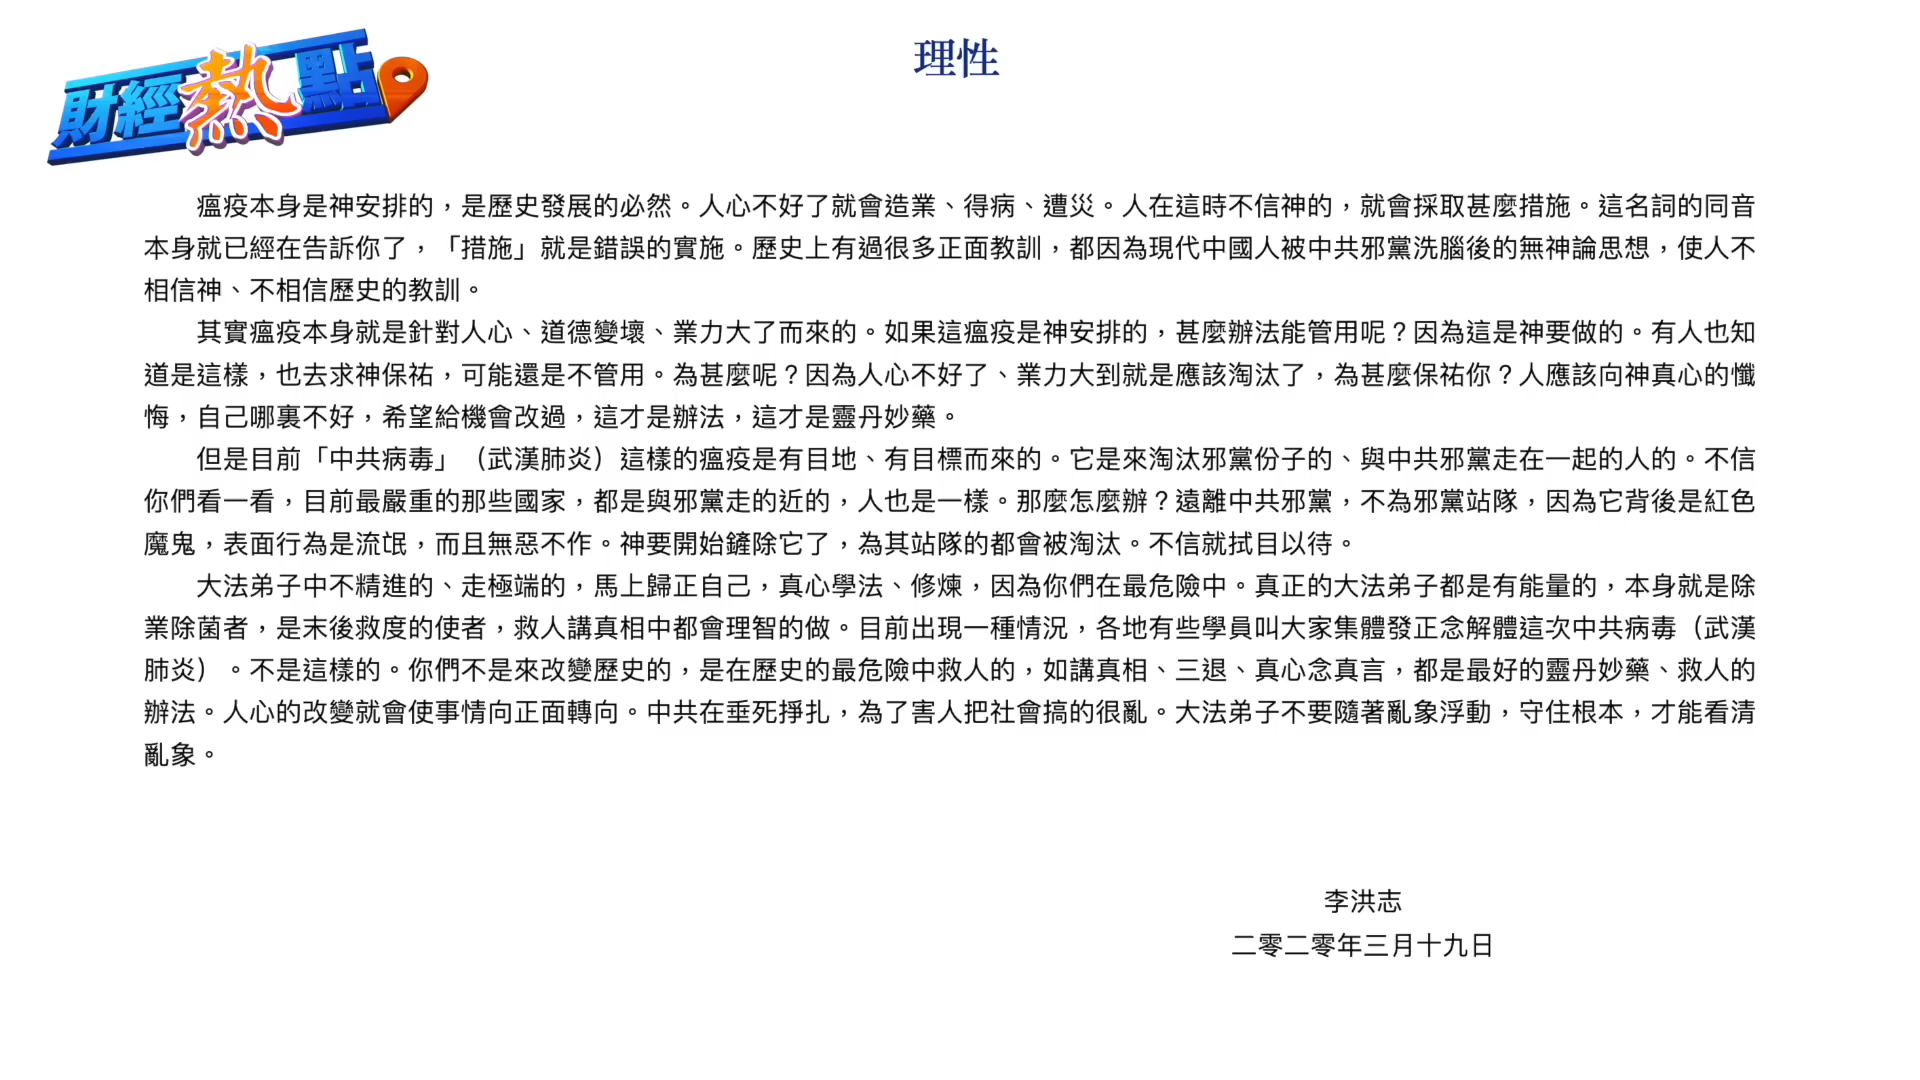 財經熱點
理性
瘟疫本身是神安排的，是歷史發展的必然。人心不好了就會造業、得病、遭災。人在這時不信神的，就會採取甚麼措施。這名詞的同音
本身就已經在告訴你了，「措施」就是錯誤的實施。歷史上有過很多正面教訓，都因為現代中國人被中共邪黨洗腦後的無神論思想，使人不
相信神、不相信歷史的教訓。
其實瘟疫本身就是針對人心、道德變壞、業力大了而來的。如果這瘟疫是神安排的，甚麼辦法能管用呢？因為這是神要做的。有人也知
道是這樣，也去求神保祐，可能還是不管用。為甚麼呢？因為人心不好了、業力大到就是應該淘汰了，為甚麼保祐你？人應該向神真心的懺
悔，自己哪裏不好，希望給機會改過，這才是辦法，這才是靈丹妙藥。
但是目前「中共病毒」（武漢肺炎）這樣的瘟疫是有目地、有目標而來的。它是來淘汰邪黨份子的、與中共邪黨走在一起的人的。不信
你們看一看，目前最嚴重的那些國家，都是與邪黨走的近的，人也是一樣。那麼怎麼辦？遠離中共邪黨，不為邪黨站隊，因為它背後是紅色
魔鬼，表面行為是流氓，而且無惡不作。神要開始鏟除它了，為其站隊的都會被淘汰。不信就拭目以待。
大法弟子中不精進的、走極端的，馬上歸正自己，真心學法、修煉，因為你們在最危險中。真正的大法弟子都是有能量的，本身就是除
業除菌者，是末後救度的使者，救人講真相中都會理智的做。目前出現一種情況，各地有些學員叫大家集體發正念解體這次中共病毒（武漢
肺炎）。不是這樣的。你們不是來改變歷史的，是在歷史的最危險中救人的，如講真相、三退、真心念真言，都是最好的靈丹妙藥、救人的
辦法。人心的改變就會使事情向正面轉向。中共在垂死掙扎，為了害人把社會搞的很亂。大法弟子不要隨著亂象浮動，守住根本，才能看清
亂象。
李洪志
二零二零年三月十九日